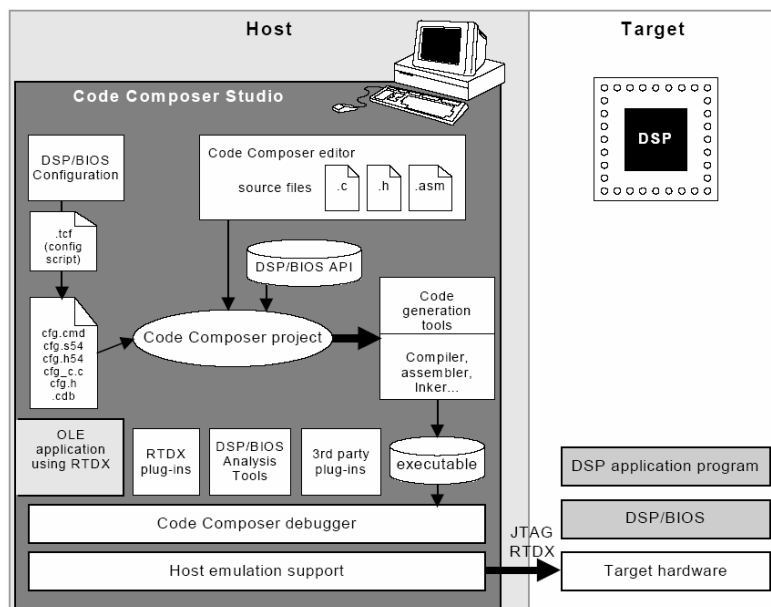 Host
Target
Code Composer Studio
DSP/BIOS
Configuration
Code Composer editor
source files
.c
.h
.asm
DSP
.tcf
(config
script)
DSP/BIOS API
cfg.cmd
cfg.s54
cfg.h54
cfg_c.c
cfg.h
.cdb
Code Composer project
Code
generation
tools
Compiler,
assembler,
lnker...
OLE
application
using RTDX
RTDX
plug-ins
DSP/BIOS
Analysis
Tools
3rd party
plug-ins
executable
DSP application program
Code Composer debugger
DSP/BIOS
JTAG
RTDX
Host emulation support
Target hardware